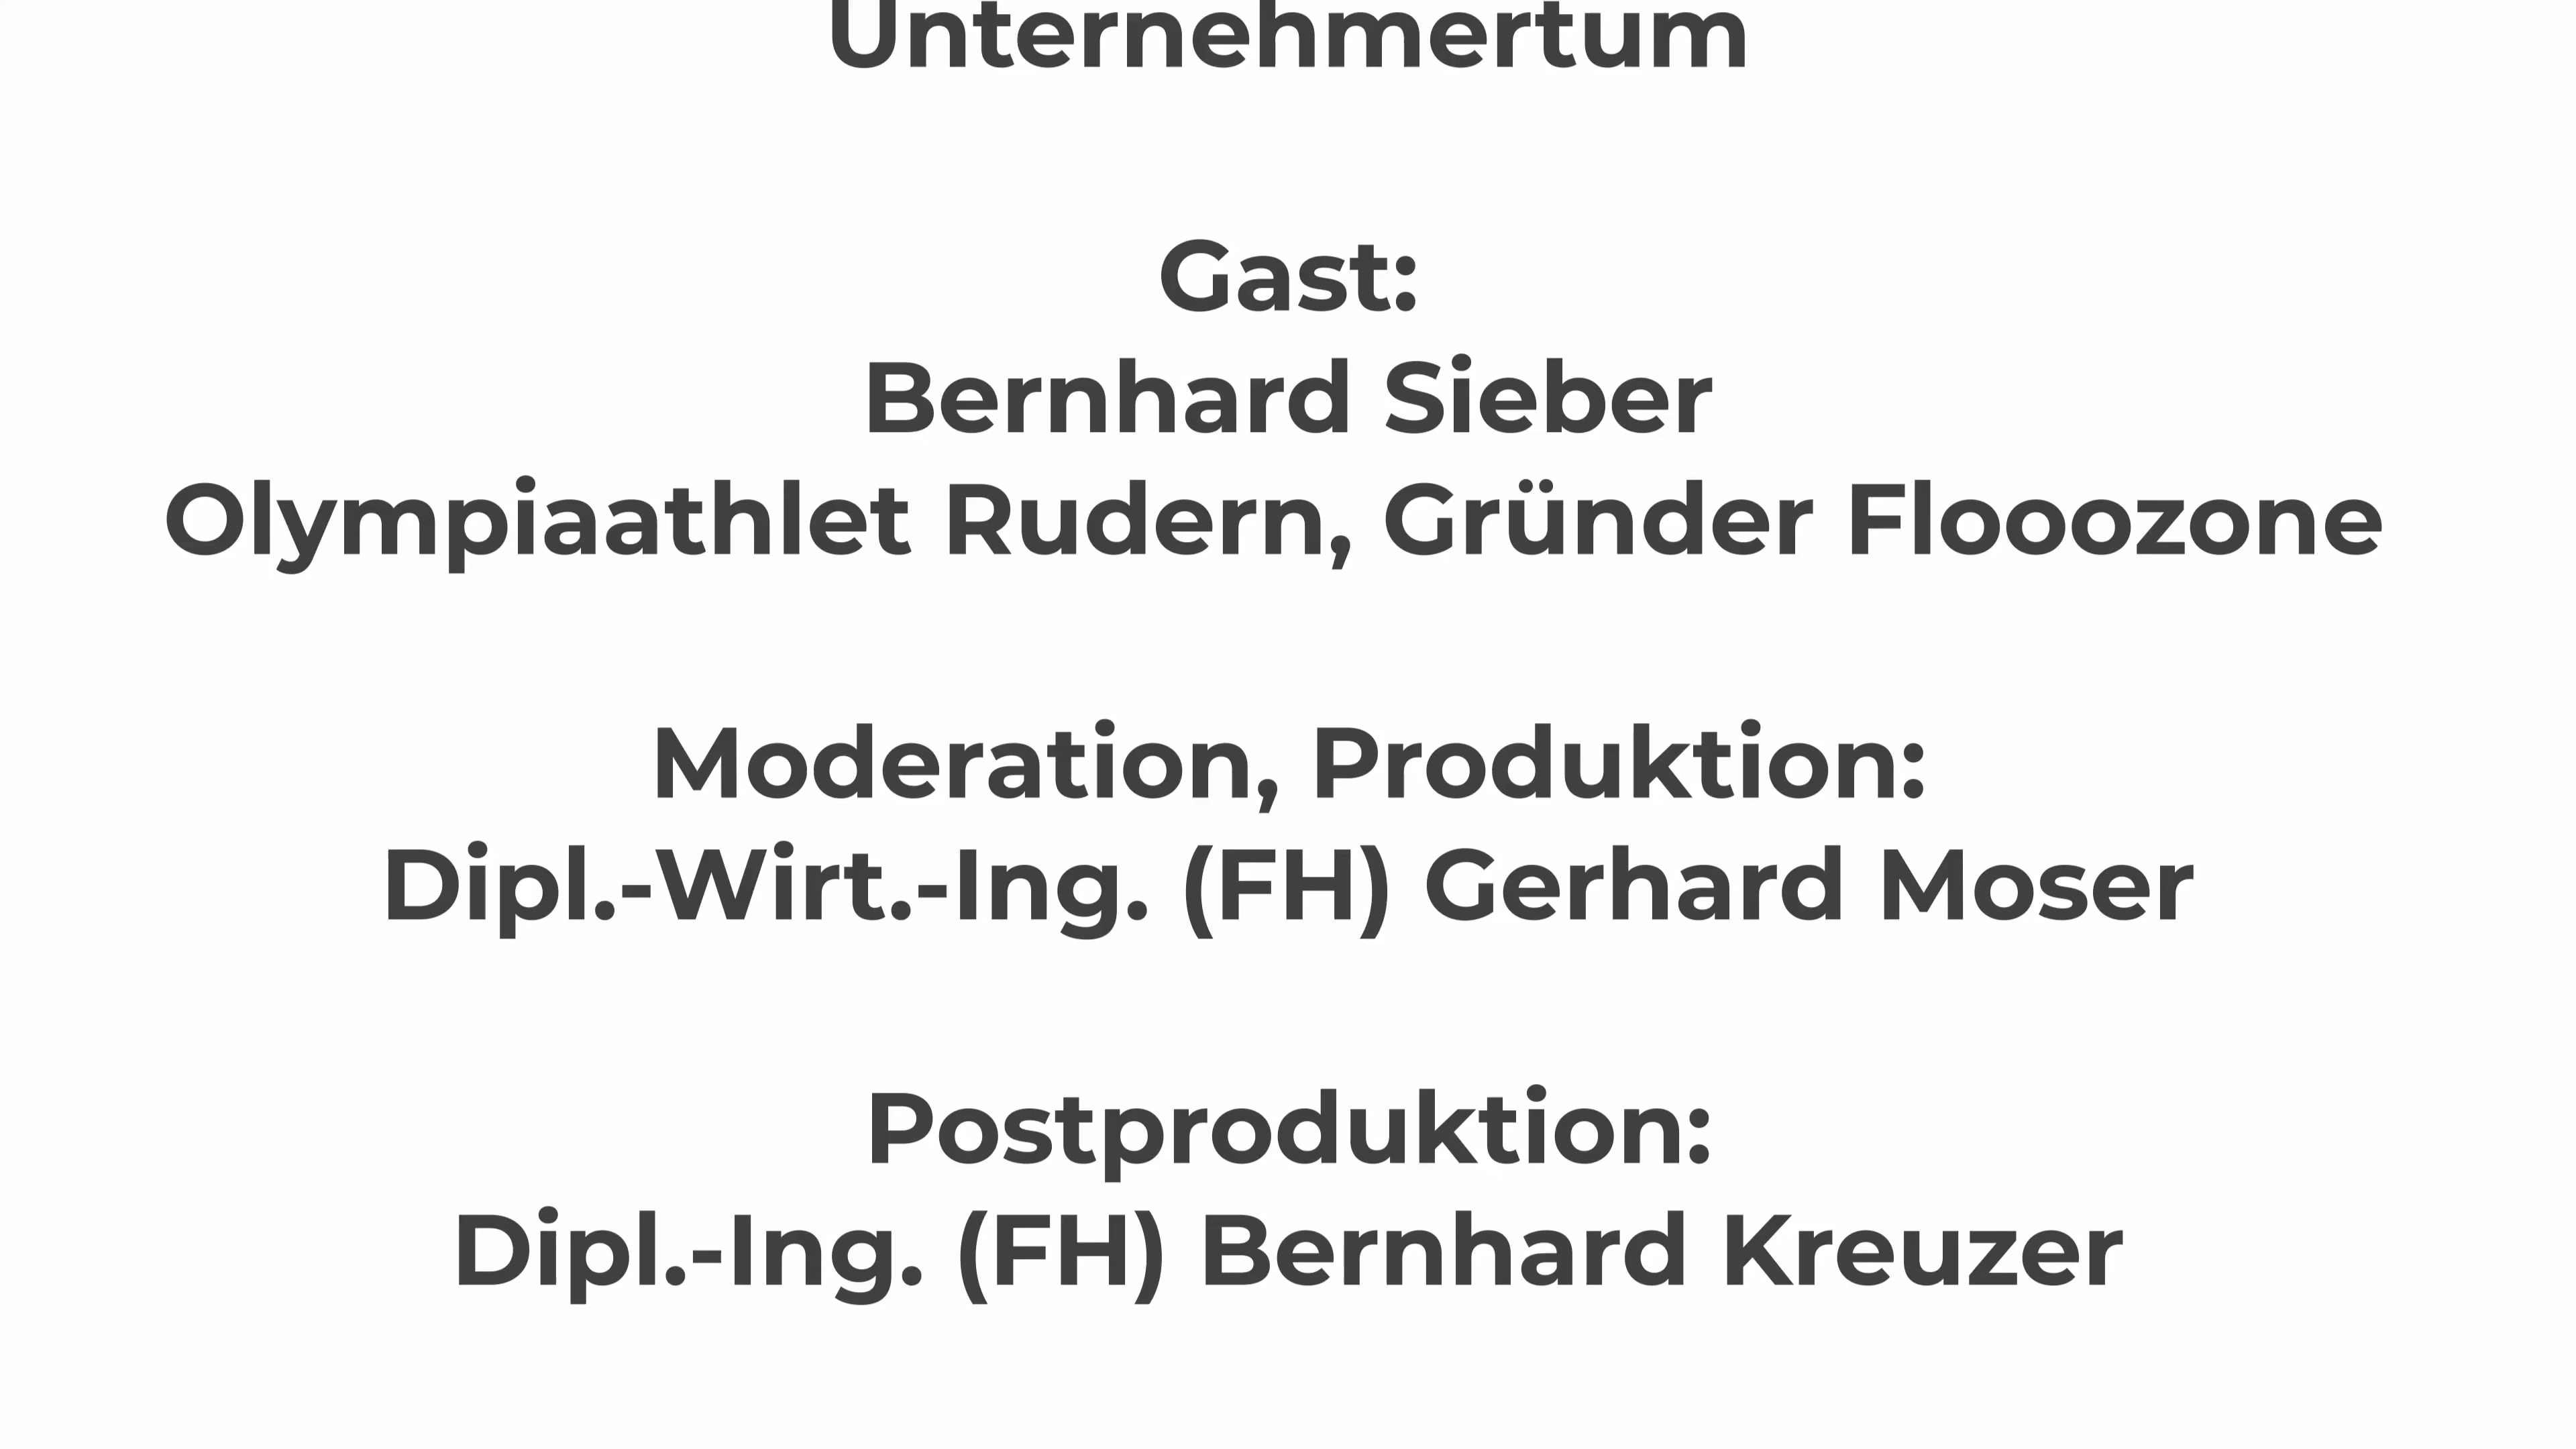 Unternehmertum
Gast:
Bernhard Sieber
Olympiaathlet Rudern, Gründer Flooozone
Moderation, Produktion:
Dipl.-Wirt.-Ing. (FH) Gerhard Moser
Postproduktion:
Dipl.-Ing. (FH) Bernhard Kreuzer